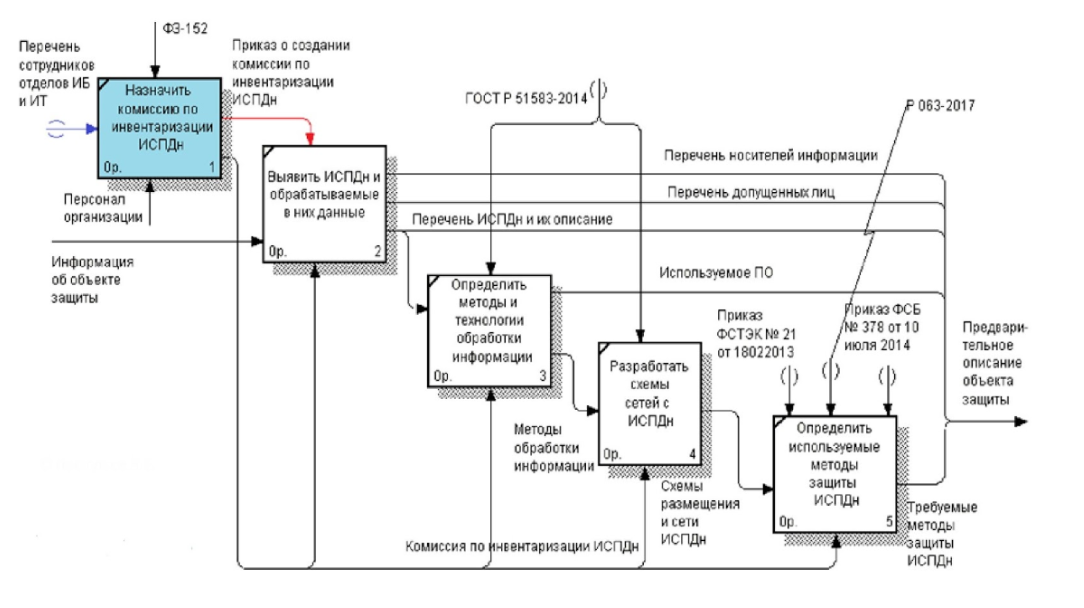 ФЗ-152
Перечень
сотрудников
отделов ИБ
и ИТ
Приказ о создании
комиссии по
инвентаризации
ИСПДн
Назначить
комиссию по
инвентаризации
ИСПДн
0р. 1
Персонал
организации
ГОСТ Р 51583-2014
Р 063-2017
Выявить ИСПДн и
обрабатываемые
в них данные
0р. 2
Перечень носителей информации
Перечень допущенных лиц
Перечень ИСПДн и их описание
Информация
об объекте
защиты
Используемое ПО
Определить
методы и
технологии
обработки
информации
0р. 3
Приказ
ФСТЭК № 21
от 18022013
Приказ ФСБ
№ 378 от 10
июля 2014
Предвари-
тельное
описание
объекта
защиты
Разработать
схемы
сетей с
ИСПДн
0р. 4
Методы
обработки
информации
Определить
используемые
методы
защиты
ИСПДн
0р. 5
Схемы
размещения
и сети
ИСПДн
Требуемые
методы
защиты
ИСПДн
Комиссия по инвентаризации ИСПДн